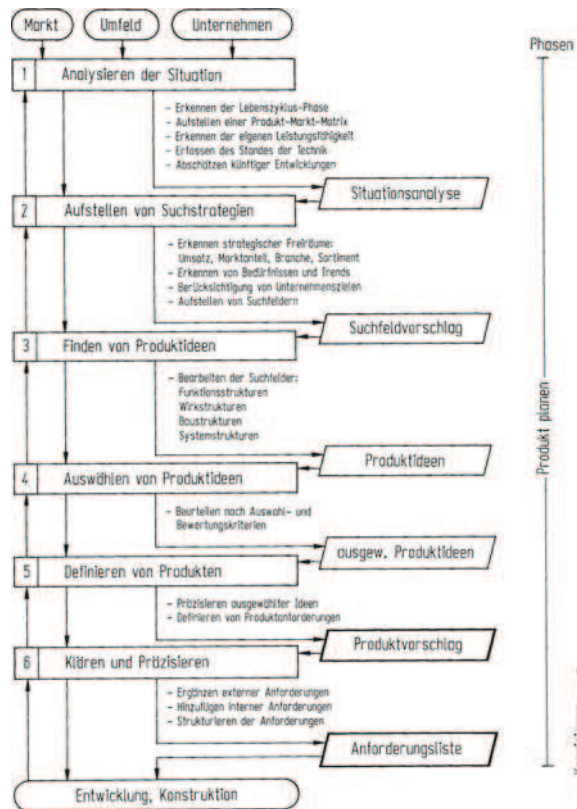 Markt
Umfeld
Unternehmen
Phasen
1 Analysieren der Situation
- Erkennen der Lebenszyklus-Phase
- Aufstellen einer Produkt-Markt-Matrix
- Erkennen der eigenen Leistungsfähigkeit
- Erfassen des Standes der Technik
- Abschätzen künftiger Entwicklungen
Situationsanalyse
2 Aufstellen von Suchstrategien
- Erkennen strategischer Freiräume:
Umsatz, Marktanteil, Branche, Sortiment
- Erkennen von Bedürfnissen und Trends
- Berücksichtigung von Unternehmenszielen
- Aufstellen von Suchfeldern
Suchfeldvorschlag
3 Finden von Produktideen
- Bearbeiten der Suchfelder:
Funktionsstrukturen
Wirkstrukturen
Baustrukturen
Systemstrukturen
Produktideen
Produkt planen
4 Auswählen von Produktideen
- Beurteilen nach Auswahl- und
Bewertungskriterien
ausgew. Produktideen
5 Definieren von Produkten
- Präzisieren ausgewählter Ideen
- Definieren von Produktanforderungen
Produktvorschlag
6 Klären und Präzisieren
- Ergänzen externer Anforderungen
- Hinzufügen interner Anforderungen
- Strukturieren der Anforderungen
Anforderungsliste
Entwicklung, Konstruktion